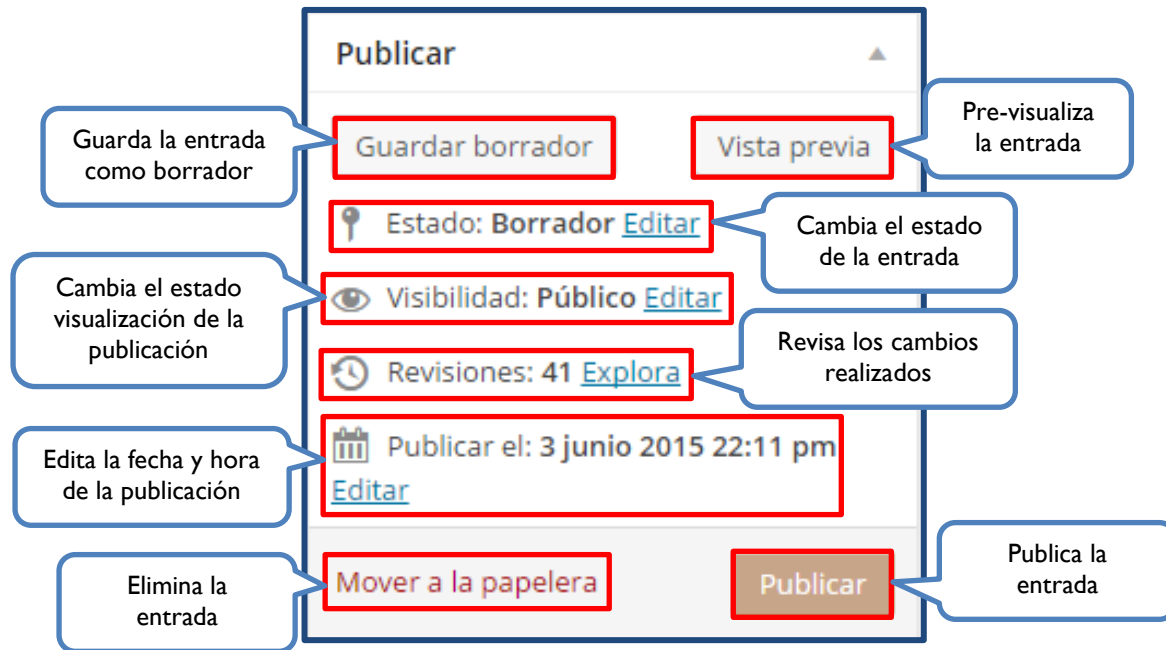 Publicar
Guarda la entrada
como borrador
Guardar borrador
Vista previa
Pre-visualiza
la entrada
Estado: Borrador Editar
Cambia el estado
de la entrada
Cambia el estado
visualización de la
publicación
Visibilidad: Público Editar
Revisiones: 41 Explora
Revisa los cambios
realizados
Edita la fecha y hora
de la publicación
Publicar el: 3 junio 2015 22:11 pm
Editar
Elimina la
entrada
Mover a la papelera
Publicar
Publica la
entrada